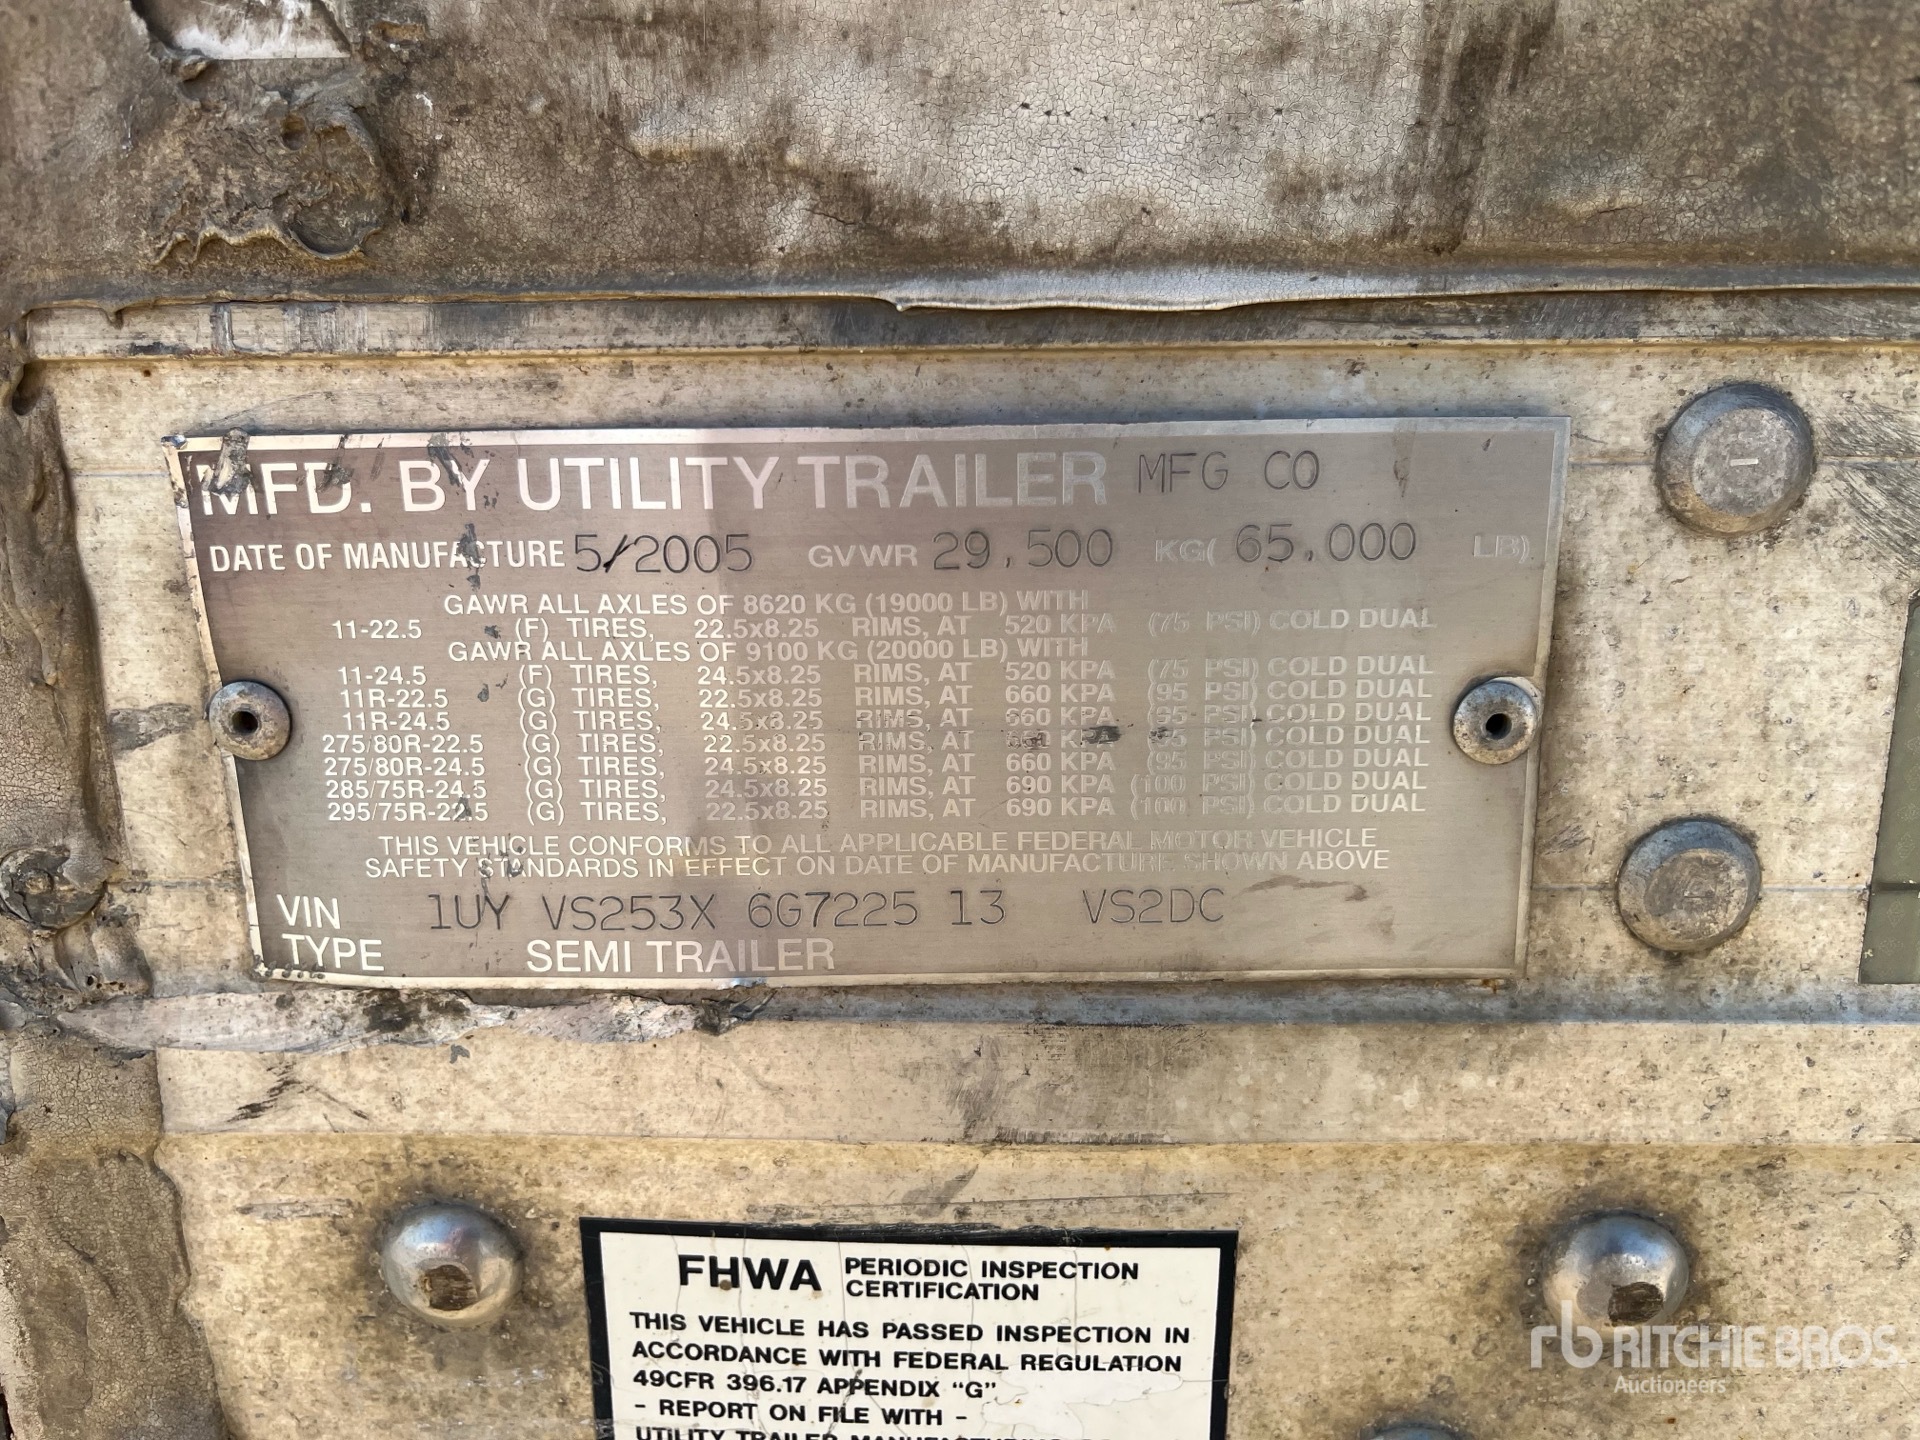 MFD. BY UTILITY TRAILER MFG CO
DATE OF MANUFACTURE 5/2005 GVWR 29,500 KG( 65,000 LB).
GAWR ALL AXLES OF 8620 KG (19000 LB) WITH
11-22.5 (F) TIRES, 22.5x8.25 RIMS, AT 520 KPA (75 PSI) COLD DUAL
GAWR ALL AXLES OF 9100 KG (20000 LB) WITH
11-24.5 (F) TIRES, 24.5x8.25 RIMS, AT 520 KPA (75 PSI) COLD DUAL
11R-22.5 (G) TIRES, 22.5x8.25 RIMS, AT 660 KPA (95 PSI) COLD DUAL
11R-24.5 (G) TIRES, 24.5x8.25 RIMS, AT 660 KPA (95 PSI) COLD DUAL
275/80R-22.5 (G) TIRES, 22.5x8.25 RIMS, AT KPA (95 PSI) COLD DUAL
275/80R-24.5 (G) TIRES, 24.5x8.25 RIMS, AT 660 KPA (95 PSI) COLD DUAL
285/75R-24.5 (G) TIRES, 24.5x8.25 RIMS, AT 690 KPA (100 PSI) COLD DUAL
295/75R-22.5 (G) TIRES, 22.5x8.25 RIMS, AT 690 KPA (100 PSI) COLD DUAL
THIS VEHICLE CONFORMS TO ALL APPLICABLE FEDERAL MOTOR VEHICLE
SAFETY STANDARDS IN EFFECT ON DATE OF MANUFACTURE SHOWN ABOVE
VIN 1UY VS253X 6G7225 13 VS2DC
TYPE SEMI TRAILER
FHWA PERIODIC INSPECTION
CERTIFICATION
THIS VEHICLE HAS PASSED INSPECTION IN
ACCORDANCE WITH FEDERAL REGULATION
49CFR 396.17 APPENDIX "G"
- REPORT ON FILE WITH -
UTILITY TRAILER
rb RITCHIE BROS.
Auctioneers